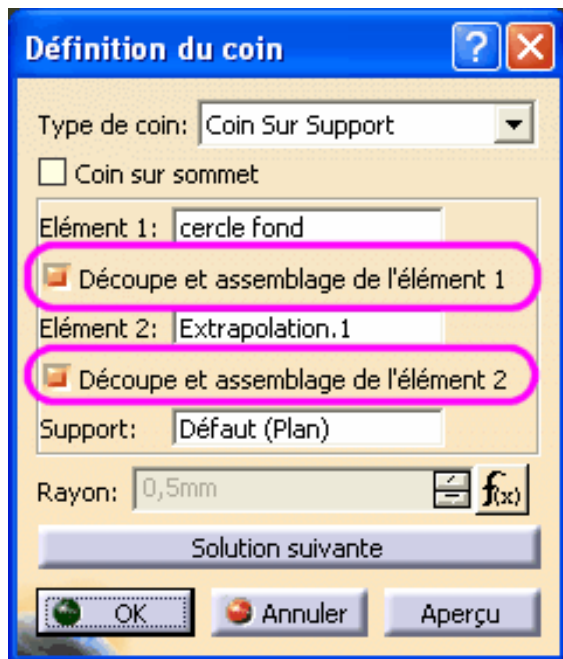 Définition du coin
?
X
Type de coin: Coin Sur Support
Coin sur sommet
Elément 1: cercle fond
Découpe et assemblage de l'élément 1
Elément 2: Extrapolation.1
Découpe et assemblage de l'élément 2
Support: Défaut (Plan)
Rayon: 0,5mm f(x)
Solution suivante
OK Annuler Aperçu